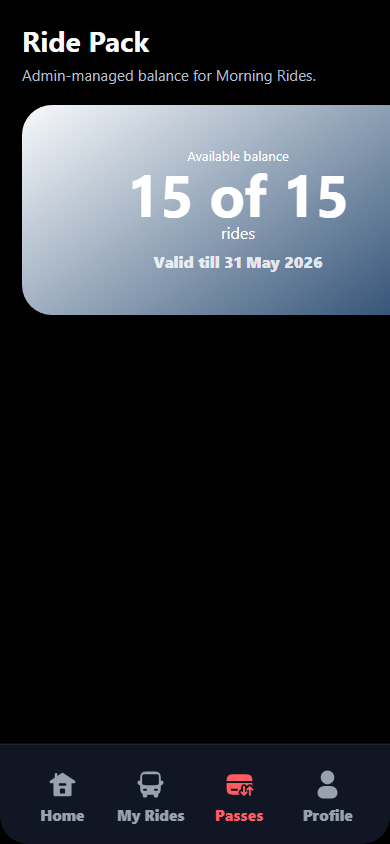 Ride Pack
Admin-managed balance for Morning Rides.
Available balance
15 of 15
rides
Valid till 31 May 2026
Home
My Rides
Passes
Profile